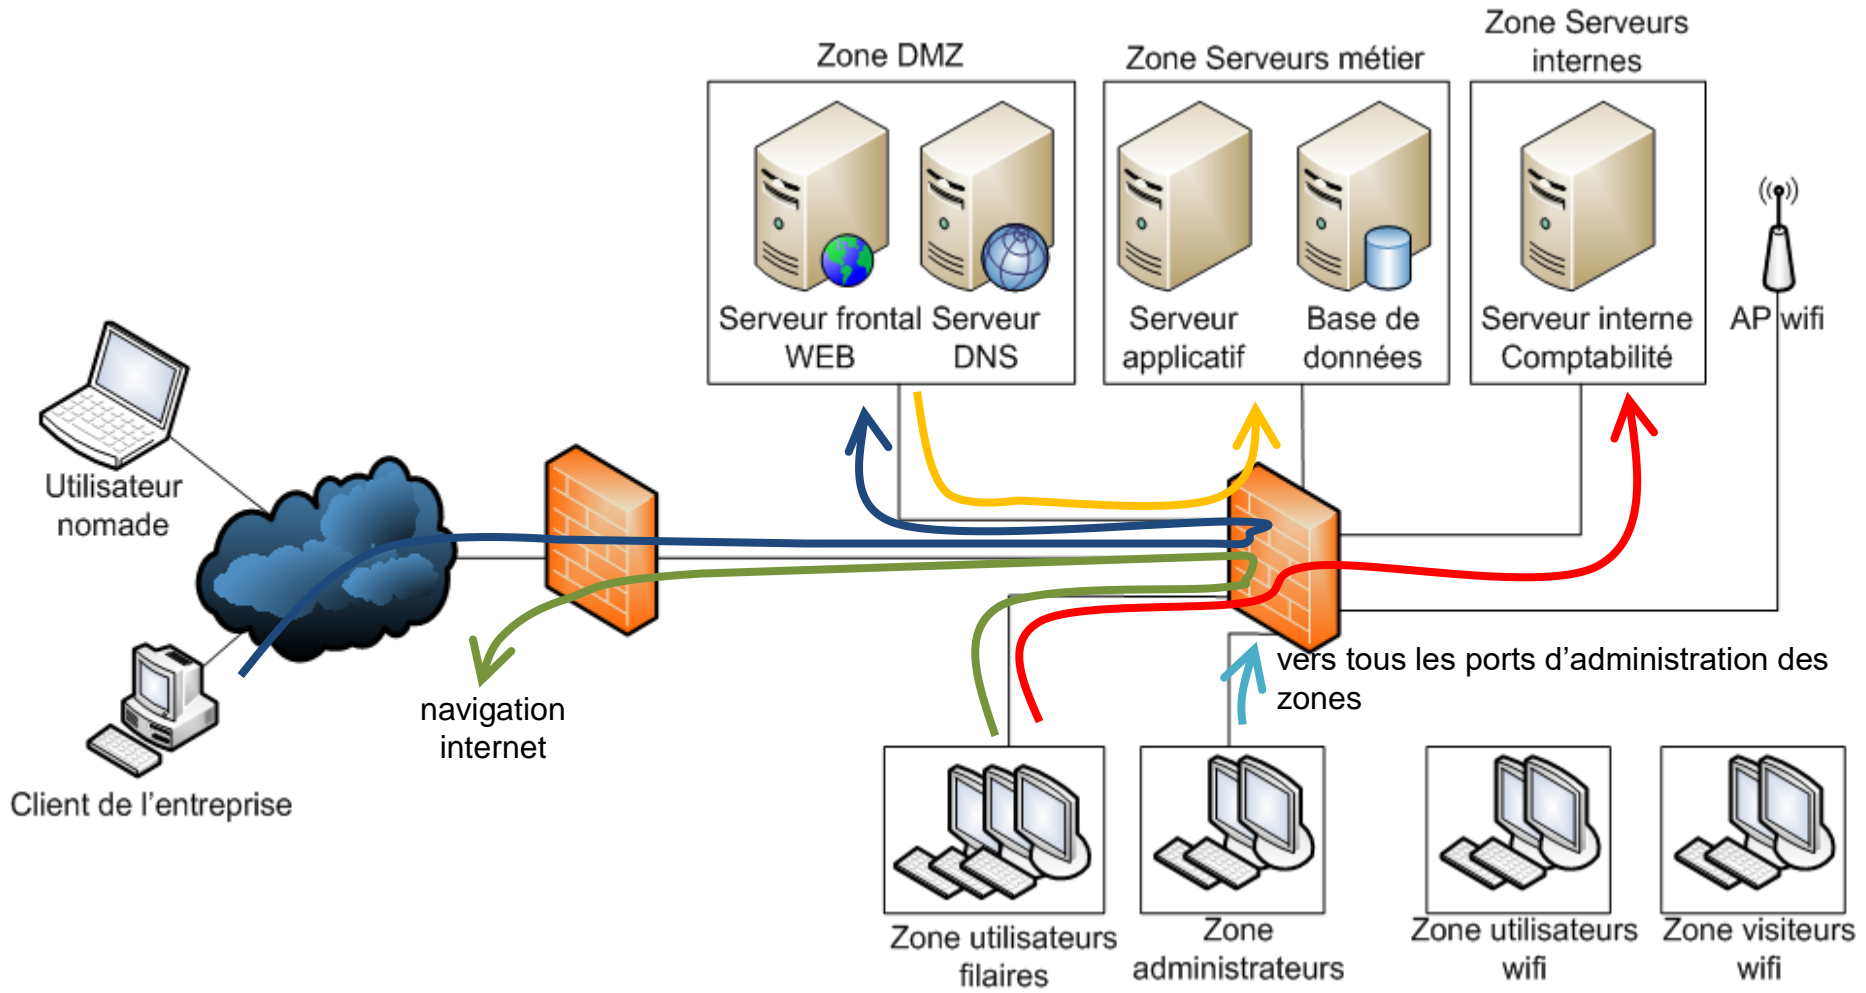 Zone Serveurs
internes
Zone DMZ
Zone Serveurs métier
Serveur frontal
WEB
Serveur
DNS
Serveur
applicatif
Base de
données
Serveur interne
Comptabilité
AP wifi
Utilisateur
nomade
vers tous les ports d’administration des
zones
navigation
internet
Client de l’entreprise
Zone utilisateurs
filaires
Zone
administrateurs
Zone utilisateurs
wifi
Zone visiteurs
wifi